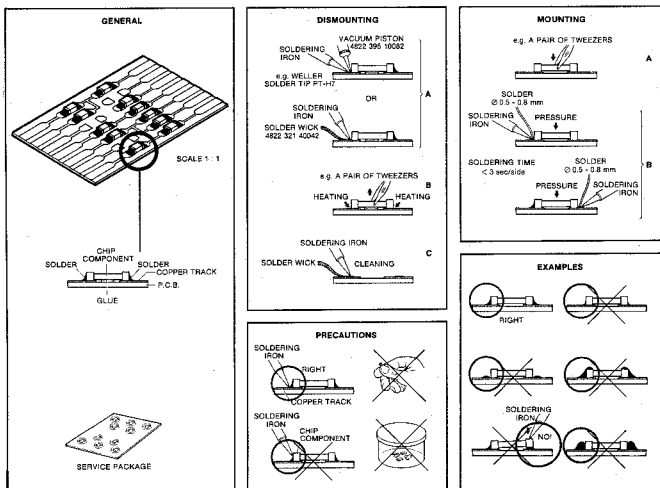 GENERAL
SCALE 1 : 1
CHIP
COMPONENT
SOLDER
SOLDER
COPPER TRACK
P.C.B.
GLUE
SERVICE PACKAGE
DISMOUNTING
VACUUM PISTON
4822 395 10082
SOLDERING
IRON
e.g. WELLER
SOLDER TIP PT-H7
A
OR
SOLDERING
IRON
SOLDER WICK
4822 321 40042
e.g. A PAIR OF TWEEZERS
B
HEATING
HEATING
C
SOLDERING IRON
SOLDER WICK
CLEANING
PRECAUTIONS
SOLDERING
IRON
RIGHT
COPPER TRACK
SOLDERING
IRON
CHIP
COMPONENT
MOUNTING
e.g. A PAIR OF TWEEZERS
A
SOLDER
Ø 0.5 - 0.8 mm
SOLDERING
IRON
PRESSURE
SOLDERING TIME
< 3 sec/side
SOLDER
Ø 0.5 - 0.8 mm
B
PRESSURE
SOLDERING
IRON
EXAMPLES
RIGHT
SOLDERING
IRON
NO!